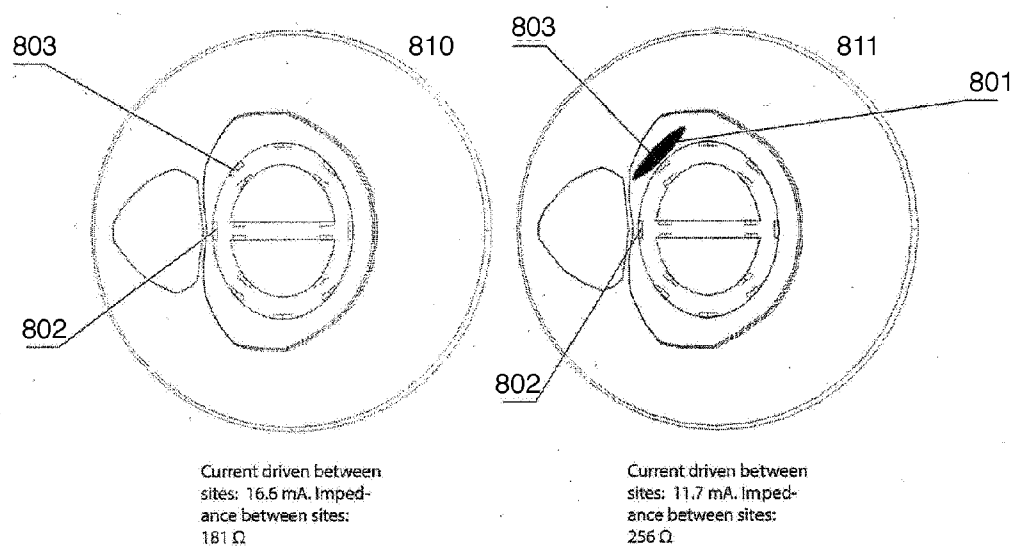 803
810
802
Current driven between
sites: 16.6 mA. Imped-
ance between sites:
181 Ω
803
811
801
802
Current driven between
sites: 11.7 mA. Imped-
ance between sites:
256 Ω